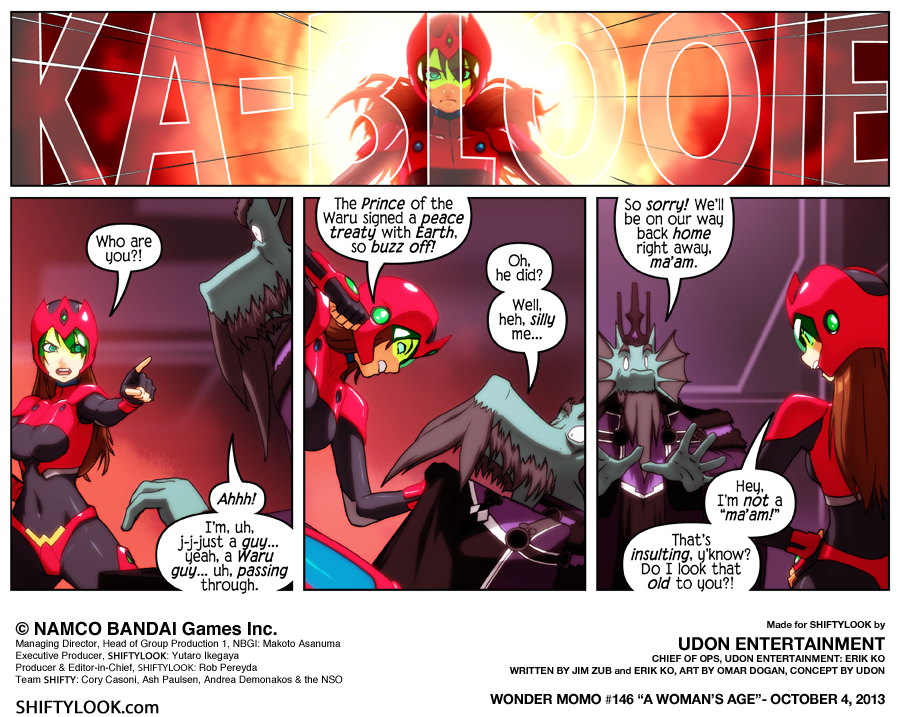 KA-BLOOIE
Who are
you?!
Ahhh!
I'm, uh,
j-j-just a guy...
yeah, a Waru
guy... uh, passing
through.
The Prince of the
Waru signed a peace
treaty with Earth,
so buzz off!
Oh,
he did?
Well,
heh, silly
me...
So sorry! We'll
be on our way
back home
right away,
ma'am.
Hey,
I'm not a
"ma'am!"
That's
insulting, y'know?
Do I look that
old to you?!
© NAMCO BANDAI Games Inc.
Managing Director, Head of Group Production 1, NBGI: Makoto Asanuma
Executive Producer, SHIFTYLOOK: Yutaro Ikegaya
Producer & Editor-in-Chief, SHIFTYLOOK: Rob Pereyda
Team SHIFTY: Cory Casoni, Ash Paulsen, Andrea Demonakos & the NSO
SHIFTYLOOK.com
Made for SHIFTYLOOK by
UDON ENTERTAINMENT
CHIEF OF OPS, UDON ENTERTAINMENT: ERIK KO
WRITTEN BY JIM ZUB and ERIK KO, ART BY OMAR DOGAN, CONCEPT BY UDON
WONDER MOMO #146 "A WOMAN'S AGE"- OCTOBER 4, 2013